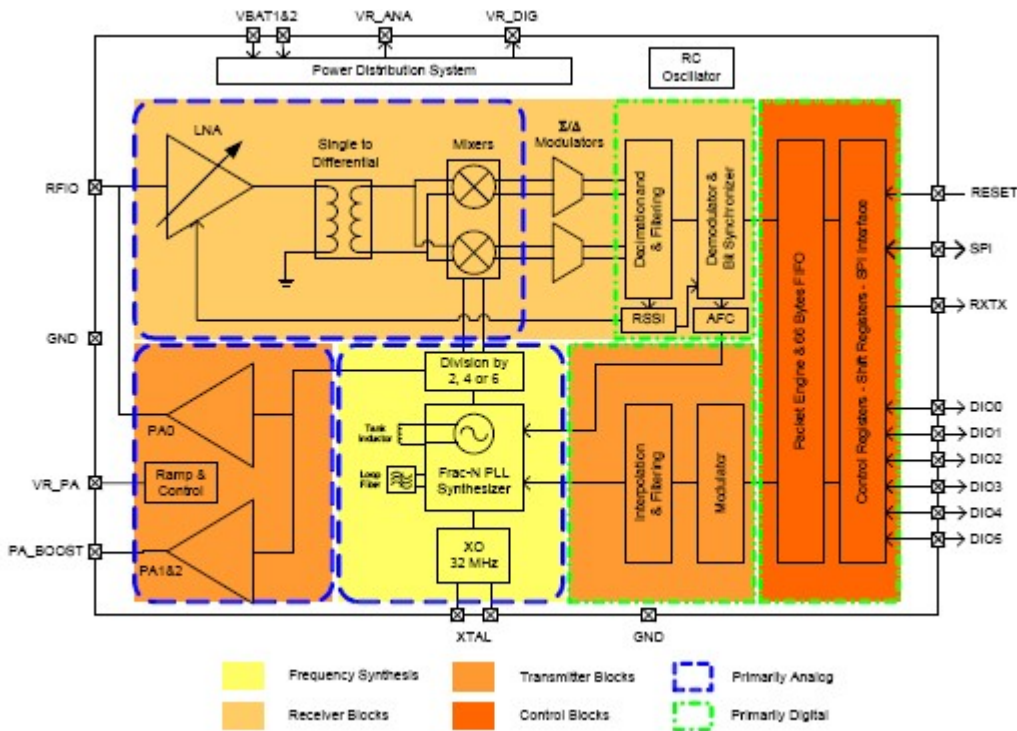 VBAT1&2
VR_ANA
VR_DIG
Power Distribution System
RC
Oscillator
LNA
Single to
Differential
Mixers
Σ/Δ
Modulators
Decimation and
& Filtering
Demodulator &
Bit Synchronizer
RSSI
AFC
Packet Engine & 66 Bytes FIFO
Control Registers - Shift Registers - SPI Interface
RFIO
GND
VR_PA
PA_BOOST
RESET
SPI
RXTX
DIO0
DIO1
DIO2
DIO3
DIO4
DIO5
PA0
Ramp &
Control
PA1&2
Division by
2, 4 or 6
Tank
Inductor
Loop
Filter
Frac-N PLL
Synthesizer
XO
32 MHz
Interpolation
& Filtering
Modulator
XTAL
GND
Frequency Synthesis
Transmitter Blocks
Primarily Analog
Receiver Blocks
Control Blocks
Primarily Digital